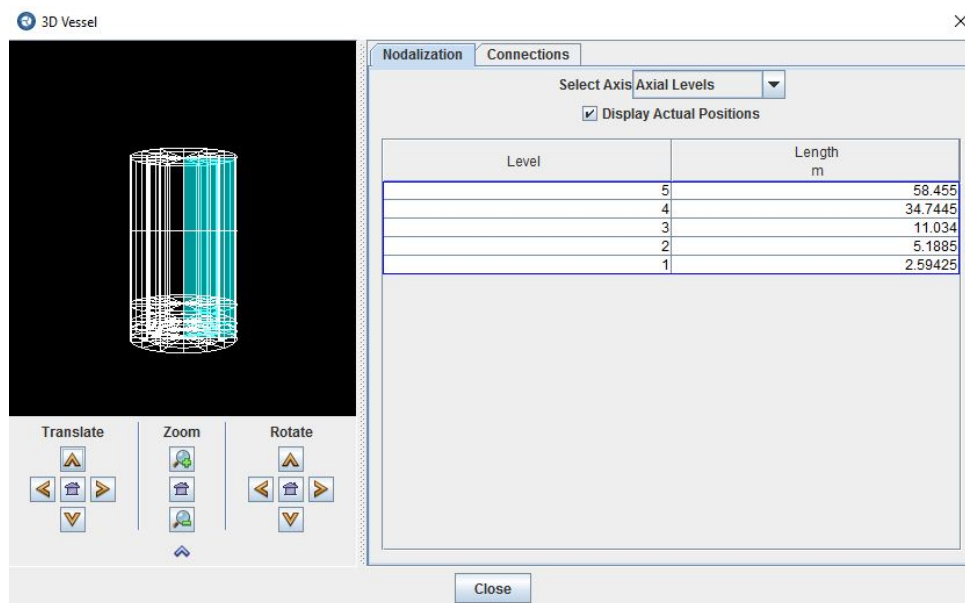 3D Vessel
Nodalization Connections
Select Axis Axial Levels
Display Actual Positions
Level Length
m
5 58.455
4 34.7445
3 11.034
2 5.1885
1 2.59425
Translate Zoom Rotate
Close